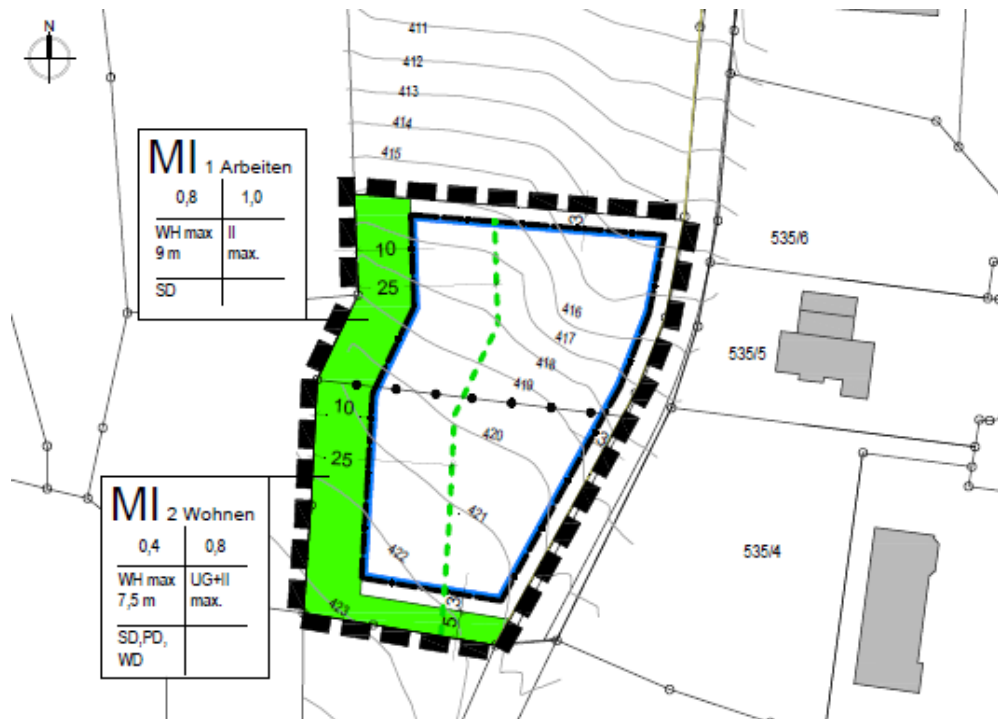 N
411
412
413
414
415
MI 1 Arbeiten
0,8 1,0
WH max II
9 m max.
SD
3
10
25
535/6
416
417
418
419
535/5
10
25
420
3
421
422
423
MI 2 Wohnen
0,4 0,8
WH max UG+II
7,5 m max.
SD,PD,
WD
535/4
3
5